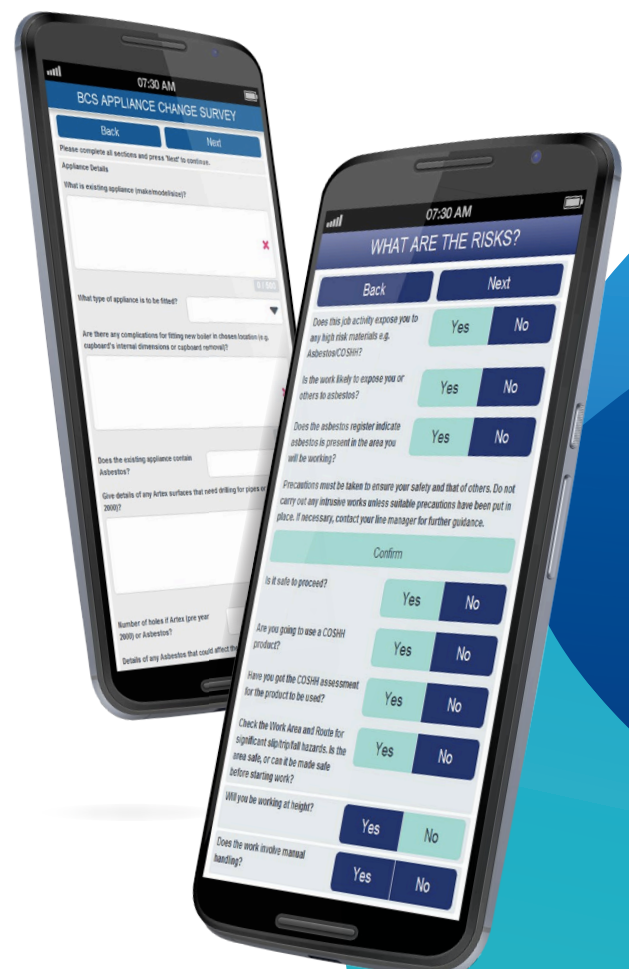 07:30 AM
BCS APPLIANCE CHANGE SURVEY
Back
Next
Please complete all sections and press 'Next' to continue.
Appliance Details
What is existing appliance (make/model/size)?
What type of appliance is to be fitted?
Are there any complications for fitting new boiler in chosen location (e.g.
cupboard's internal dimensions or cupboard removal)?
Does the existing appliance contain
Asbestos?
Give details of any Artex surfaces that need drilling for pipes or
2000)?
Number of holes if Artex (pre year
2000) or Asbestos?
Details of any Asbestos that could affect the
07:30 AM
WHAT ARE THE RISKS?
Back
Next
Does this job activity expose you to
any high risk materials e.g.
Asbestos/COSHH?
Yes
No
Is the work likely to expose you or
others to asbestos?
Yes
No
Does the asbestos register indicate
asbestos is present in the area you
will be working?
Yes
No
Precautions must be taken to ensure your safety and that of others. Do not
carry out any intrusive works unless suitable precautions have been put in
place. If necessary, contact your line manager for further guidance.
Confirm
Is it safe to proceed?
Yes
No
Are you going to use a COSHH
product?
Yes
No
Have you got the COSHH assessment
for the product to be used?
Yes
No
Check the Work Area and Route for
significant slip/trip/fall hazards. Is the
area safe, or can it be made safe
before starting work?
Yes
No
Will you be working at height?
Yes
No
Does the work involve manual
handling?
Yes
No